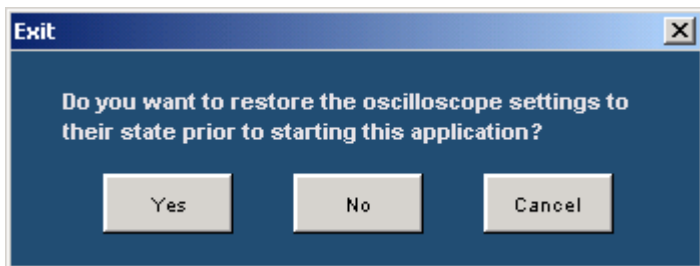 Exit
Do you want to restore the oscilloscope settings to
their state prior to starting this application?
Yes No Cancel